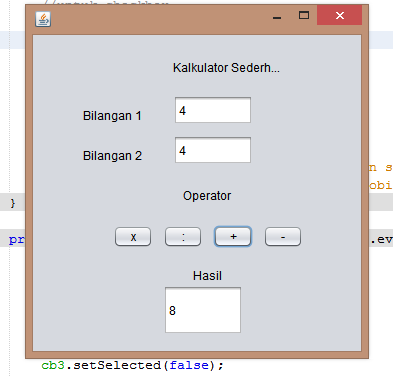 //untuk checkbox
Kalkulator Sederh...
Bilangan 1 4
Bilangan 2 4
Operator
x : + -
Hasil
8
n s
obi
}
pr .ev
cb3.setSelected(false);